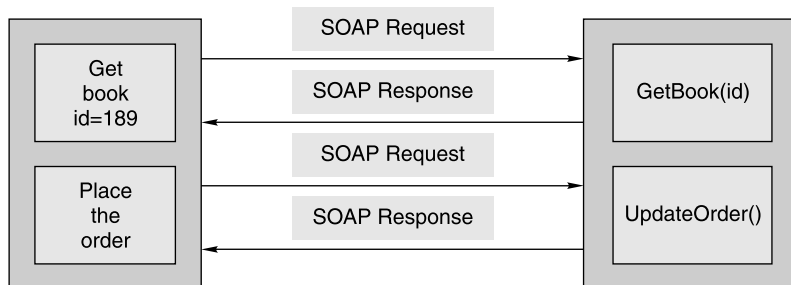 SOAP Request
Get
book
id=189
GetBook(id)
SOAP Response
SOAP Request
Place
the
order
UpdateOrder()
SOAP Response